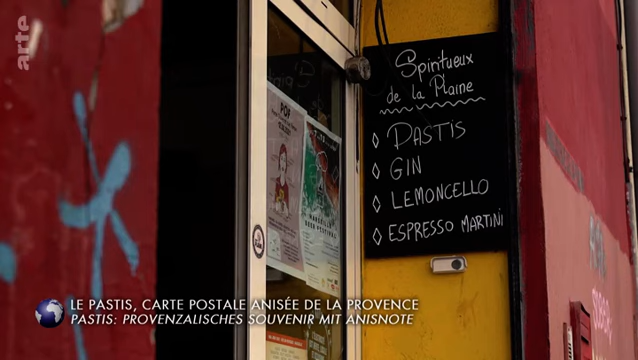 arte
Spiritueux
de la Plaine
◊ PASTIS
◊ GIN
◊ LEMONCELLO
◊ ESPRESSO MARTINI
POP
LE PASTIS, CARTE POSTALE ANISÉE DE LA PROVENCE
PASTIS: PROVENZALISCHES SOUVENIR MIT ANISNOTE